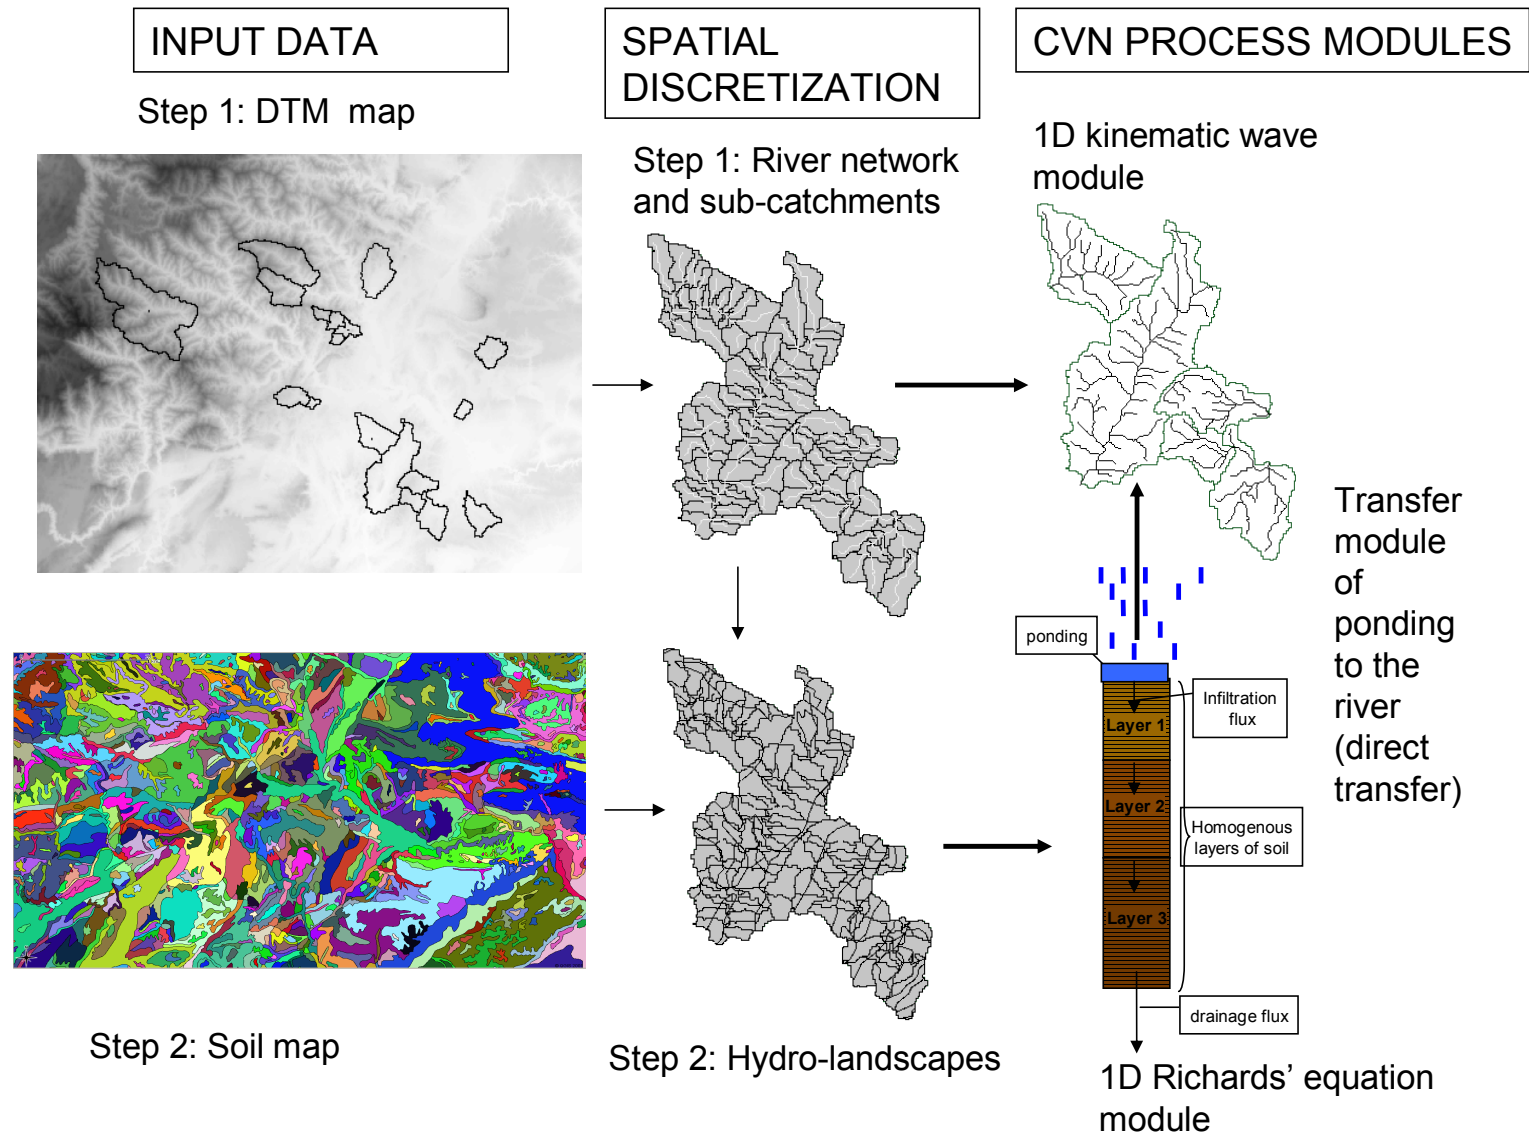 INPUT DATA
SPATIAL
DISCRETIZATION
CVN PROCESS MODULES
Step 1: DTM map
Step 1: River network
and sub-catchments
1D kinematic wave
module
Transfer
module
of
ponding
to the
river
(direct
transfer)
ponding
Infiltration
flux
Layer 1
Layer 2
Homogenous
layers of soil
Layer 3
drainage flux
Step 2: Soil map
Step 2: Hydro-landscapes
1D Richards’ equation
module